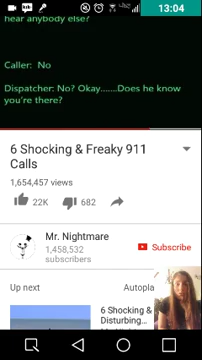 13:04
hear anybody else?
Caller: No
Dispatcher: No? Okay......Does he know
you're there?
6 Shocking & Freaky 911
Calls
1,654,457 views
22K
682
Mr. Nightmare
1,458,532
subscribers
Subscribe
Up next
Autopla
6 Shocking &
Disturbing...